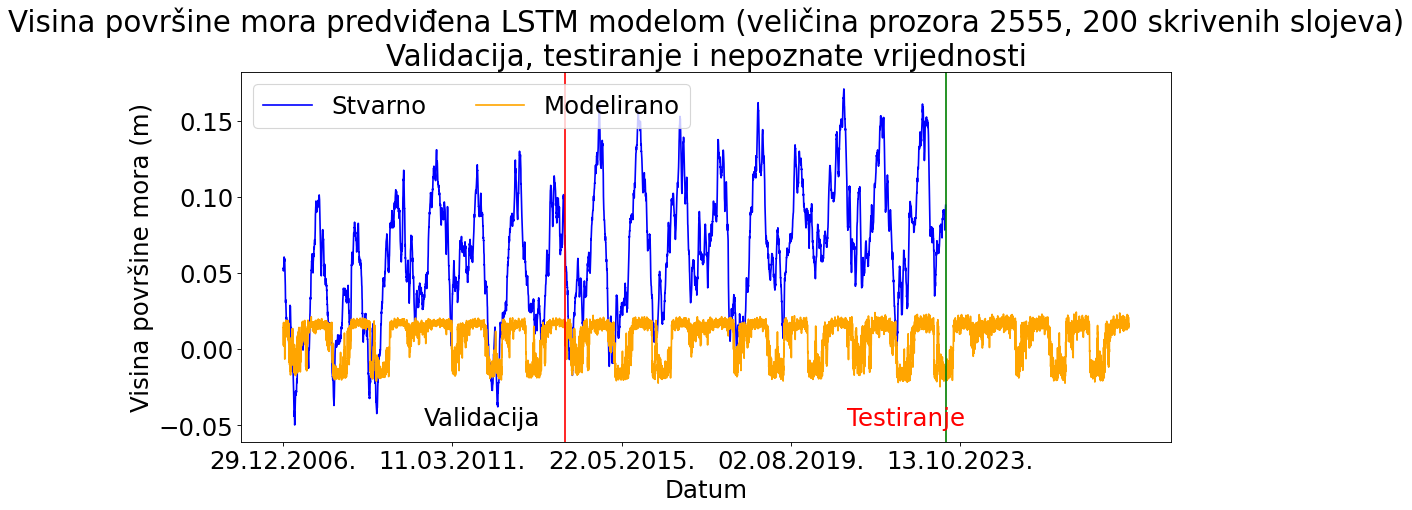 Visina površine mora predviđena LSTM modelom (veličina prozora 2555, 200 skrivenih slojeva)
Validacija, testiranje i nepoznate vrijednosti
Stvarno
Modelirano
Visina površine mora (m)
0.15
0.10
0.05
0.00
−0.05
Validacija
Testiranje
29.12.2006.
11.03.2011.
22.05.2015.
02.08.2019.
13.10.2023.
Datum